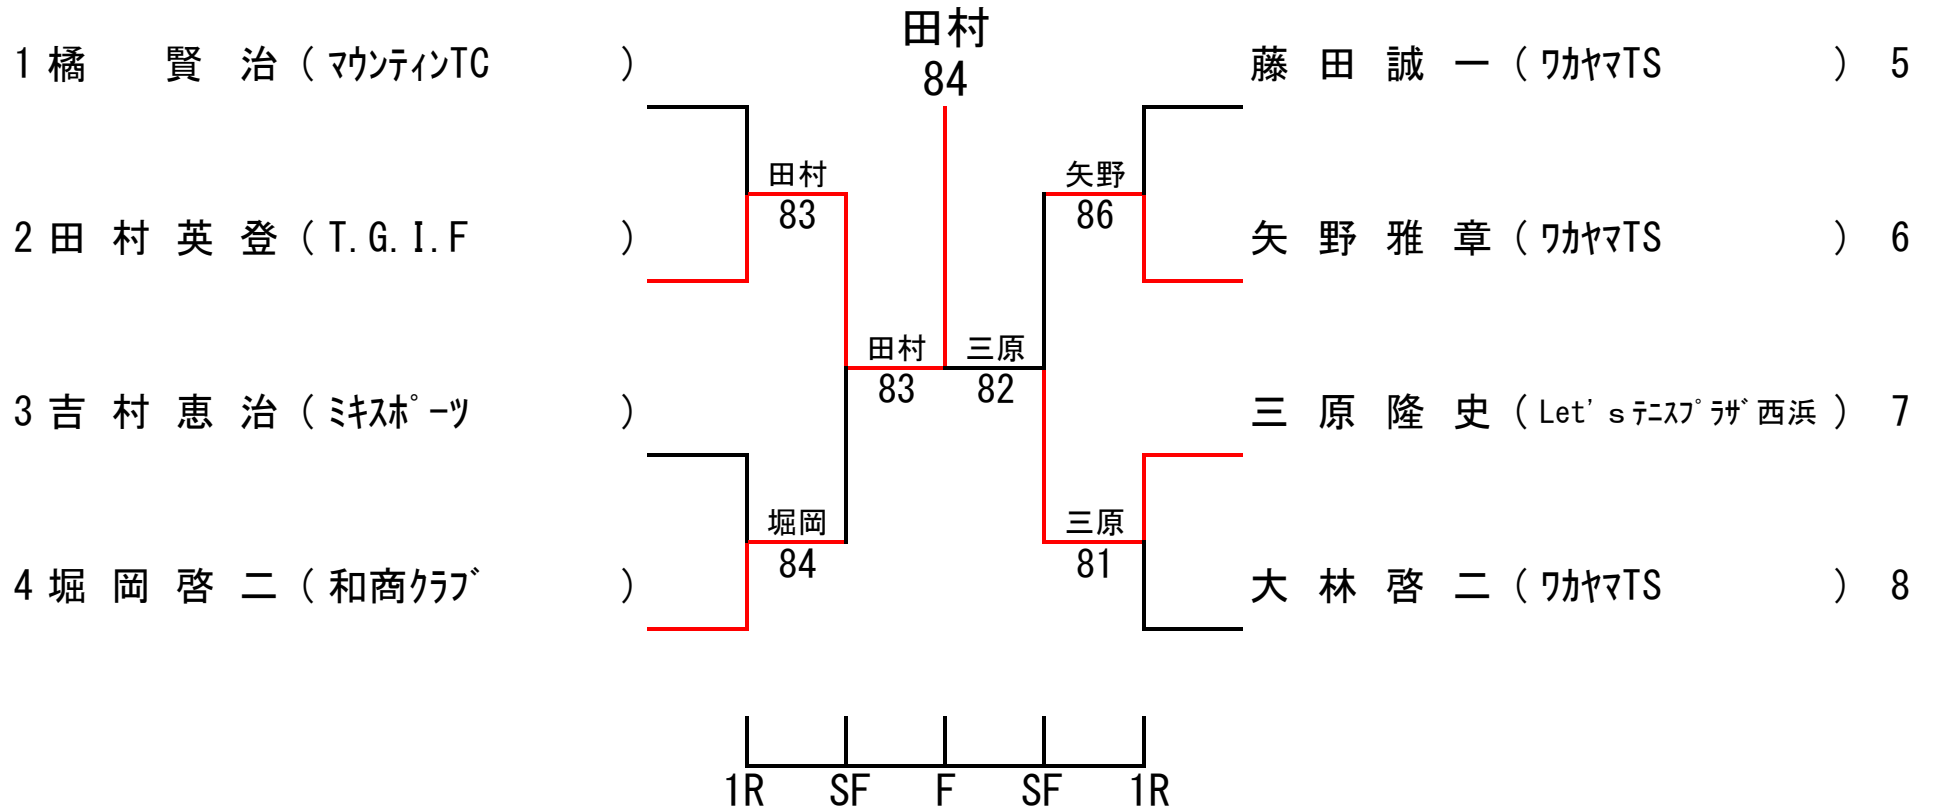 田村
84
1 橘 賢 治 ( マウンティンTC )
藤 田 誠 一 ( ワカヤマTS ) 5
田村
83
矢野
86
2 田 村 英 登 ( T.G.I.F )
矢 野 雅 章 ( ワカヤマTS ) 6
田村
83
三原
82
3 吉 村 恵 治 ( ミキスポーツ )
三 原 隆 史 ( Let'sテニスプラザ西浜 ) 7
堀岡
84
三原
81
4 堀 岡 啓 二 ( 和商クラブ )
大 林 啓 二 ( ワカヤマTS ) 8
1R SF F SF 1R